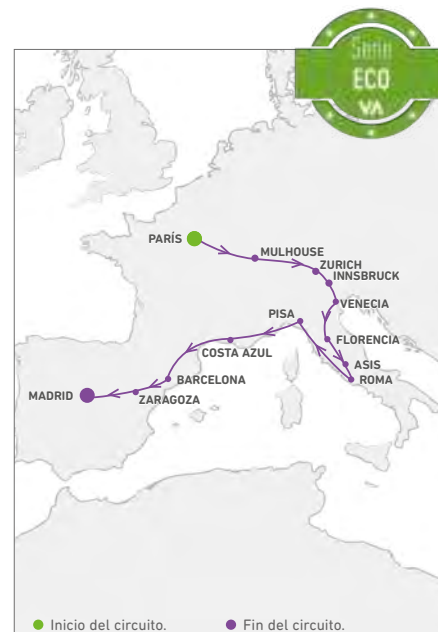 Serie
ECO
VA
PARÍS
MULHOUSE
ZURICH
INNSBRUCK
VENECIA
PISA
FLORENCIA
COSTA AZUL
ASIS
BARCELONA
ROMA
MADRID
ZARAGOZA
Inicio del circuito.
Fin del circuito.